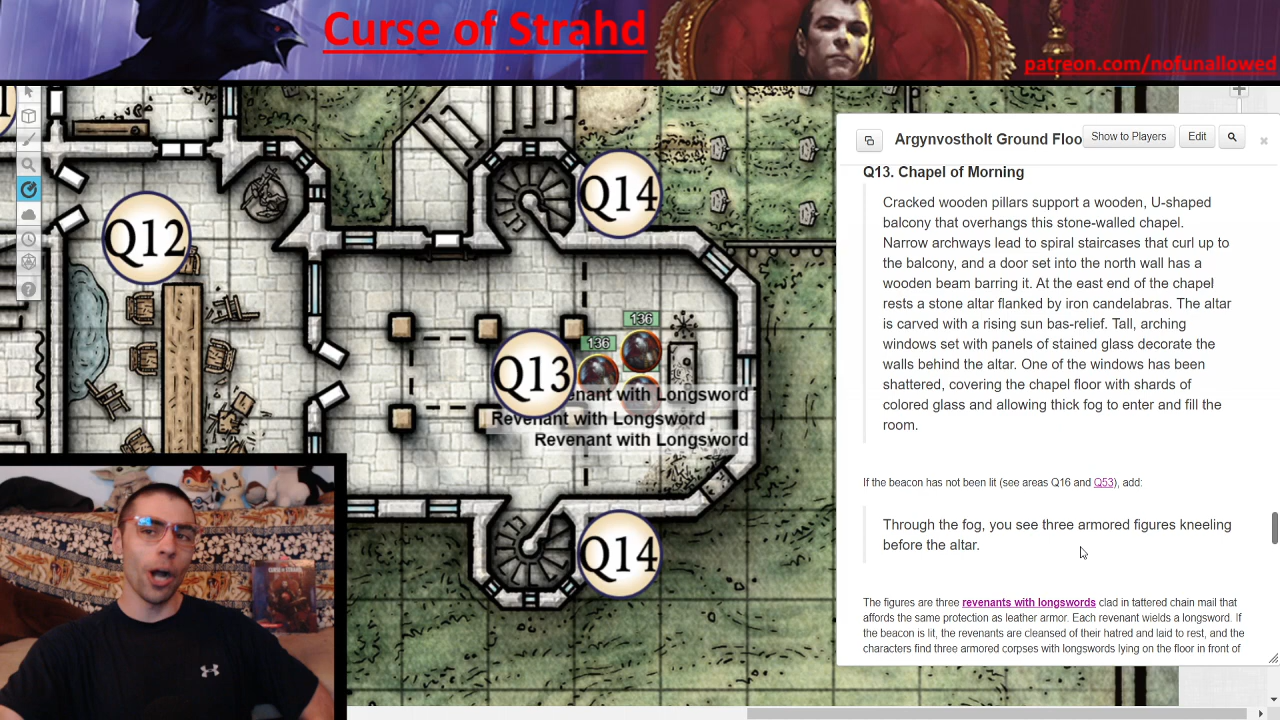 Curse of Strahd
patreon.com/nofunallowed
Argynvostholt Ground Floo
Show to Players
Edit
Q13. Chapel of Morning
Cracked wooden pillars support a wooden, U-shaped
balcony that overhangs this stone-walled chapel.
Narrow archways lead to spiral staircases that curl up to
the balcony, and a door set into the north wall has a
wooden beam barring it. At the east end of the chapel
rests a stone altar flanked by iron candelabras. The altar
is carved with a rising sun bas-relief. Tall, arching
windows set with panels of stained glass decorate the
walls behind the altar. One of the windows has been
shattered, covering the chapel floor with shards of
colored glass and allowing thick fog to enter and fill the
room.
If the beacon has not been lit (see areas Q16 and Q53), add:
Through the fog, you see three armored figures kneeling
before the altar.
The figures are three revenants with longswords clad in tattered chain mail that
affords the same protection as leather armor. Each revenant wields a longsword. If
the beacon is lit, the revenants are cleansed of their hatred and laid to rest, and the
characters find three armored corpses with longswords lying on the floor in front of
Q14
Q12
136
136
Q13
enant with Longsword
Revenant with Longsword
Revenant with Longsword
Q14